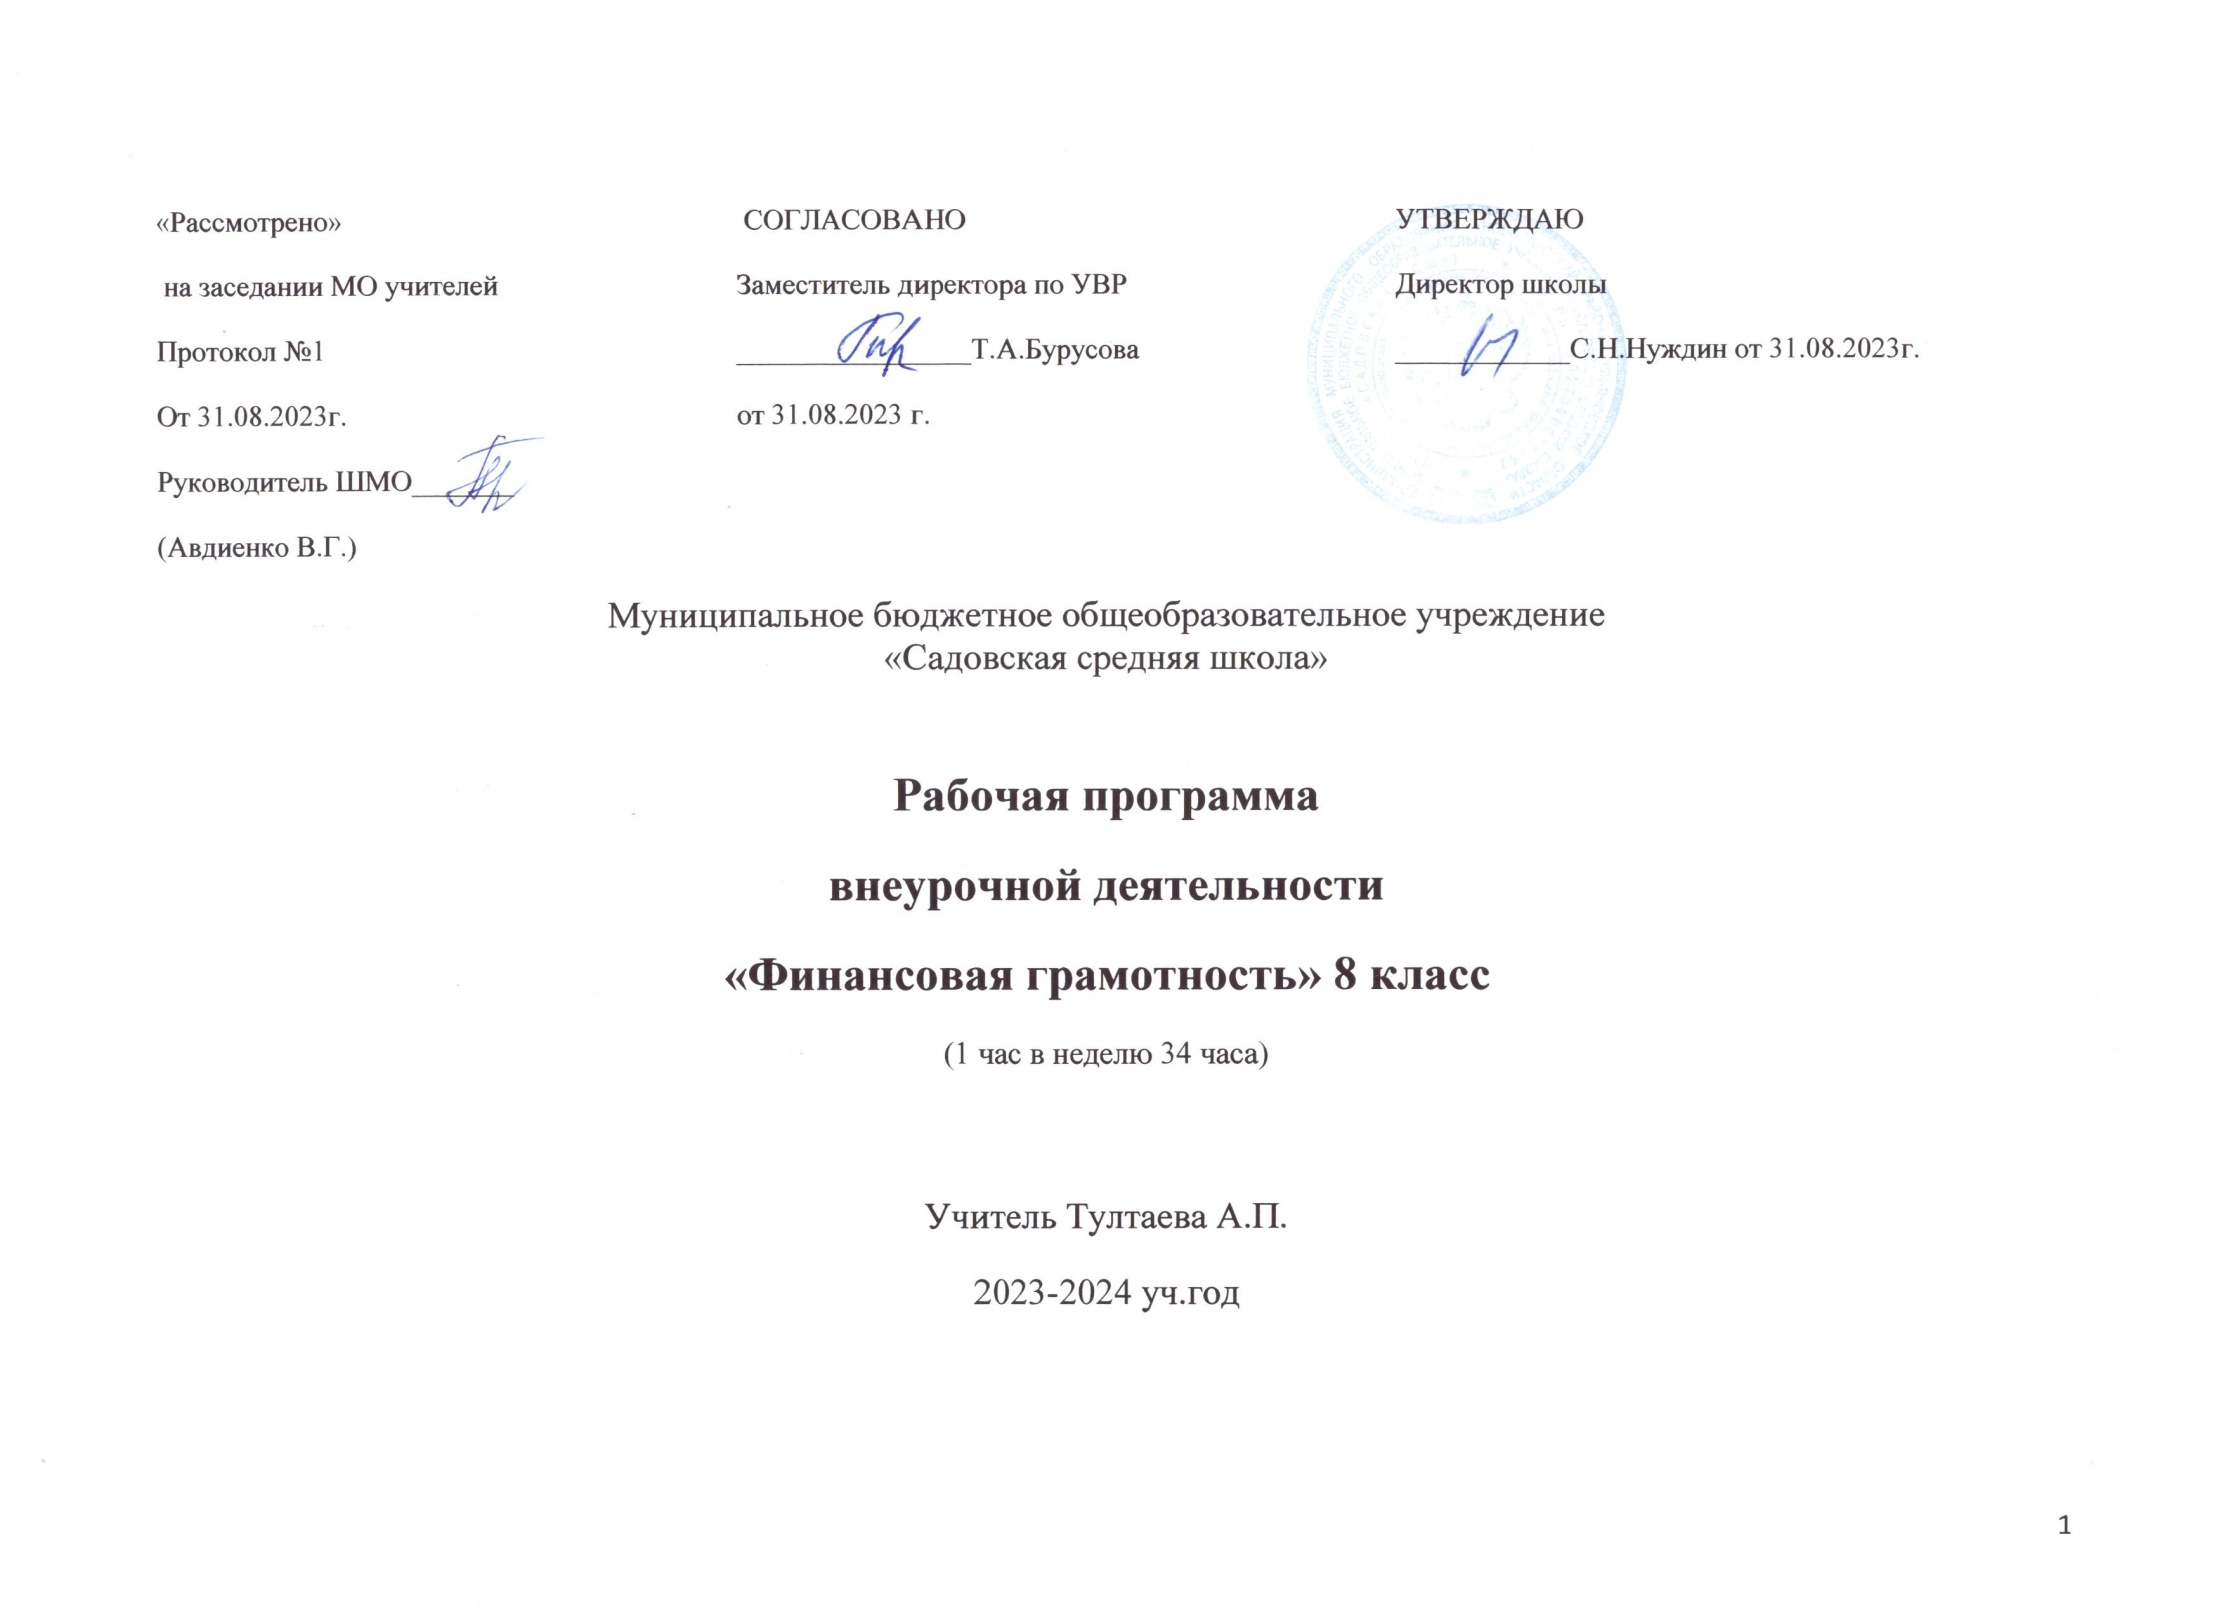 «Рассмотрено»
на заседании МО учителей
Протокол №1
От 31.08.2023г.
Руководитель ШМО_______
(Авдиенко В.Г.)
СОГЛАСОВАНО
Заместитель директора по УВР
________________Т.А.Бурусова
от 31.08.2023 г.
УТВЕРЖДАЮ
Директор школы
____________С.Н.Нуждин от 31.08.2023г.
Муниципальное бюджетное общеобразовательное учреждение
«Садовская средняя школа»
Рабочая программа
внеурочной деятельности
«Финансовая грамотность» 8 класс
(1 час в неделю 34 часа)
Учитель Тултаева А.П.
2023-2024 уч.год
1